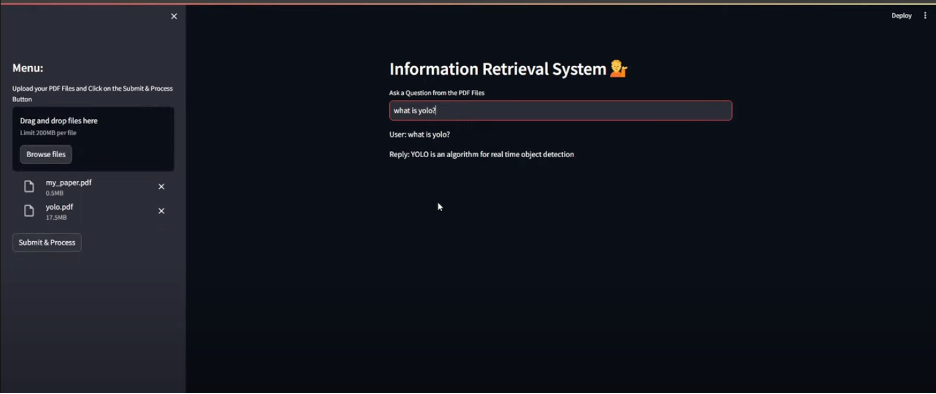 Deploy
Menu:
Upload your PDF Files and Click on the Submit & Process
Button
Drag and drop files here
Limit 200MB per file
Browse files
my_paper.pdf
0.5MB
yolo.pdf
17.5MB
Submit & Process
Information Retrieval System 💁
Ask a Question from the PDF Files
what is yolo?
User: what is yolo?
Reply: YOLO is an algorithm for real time object detection